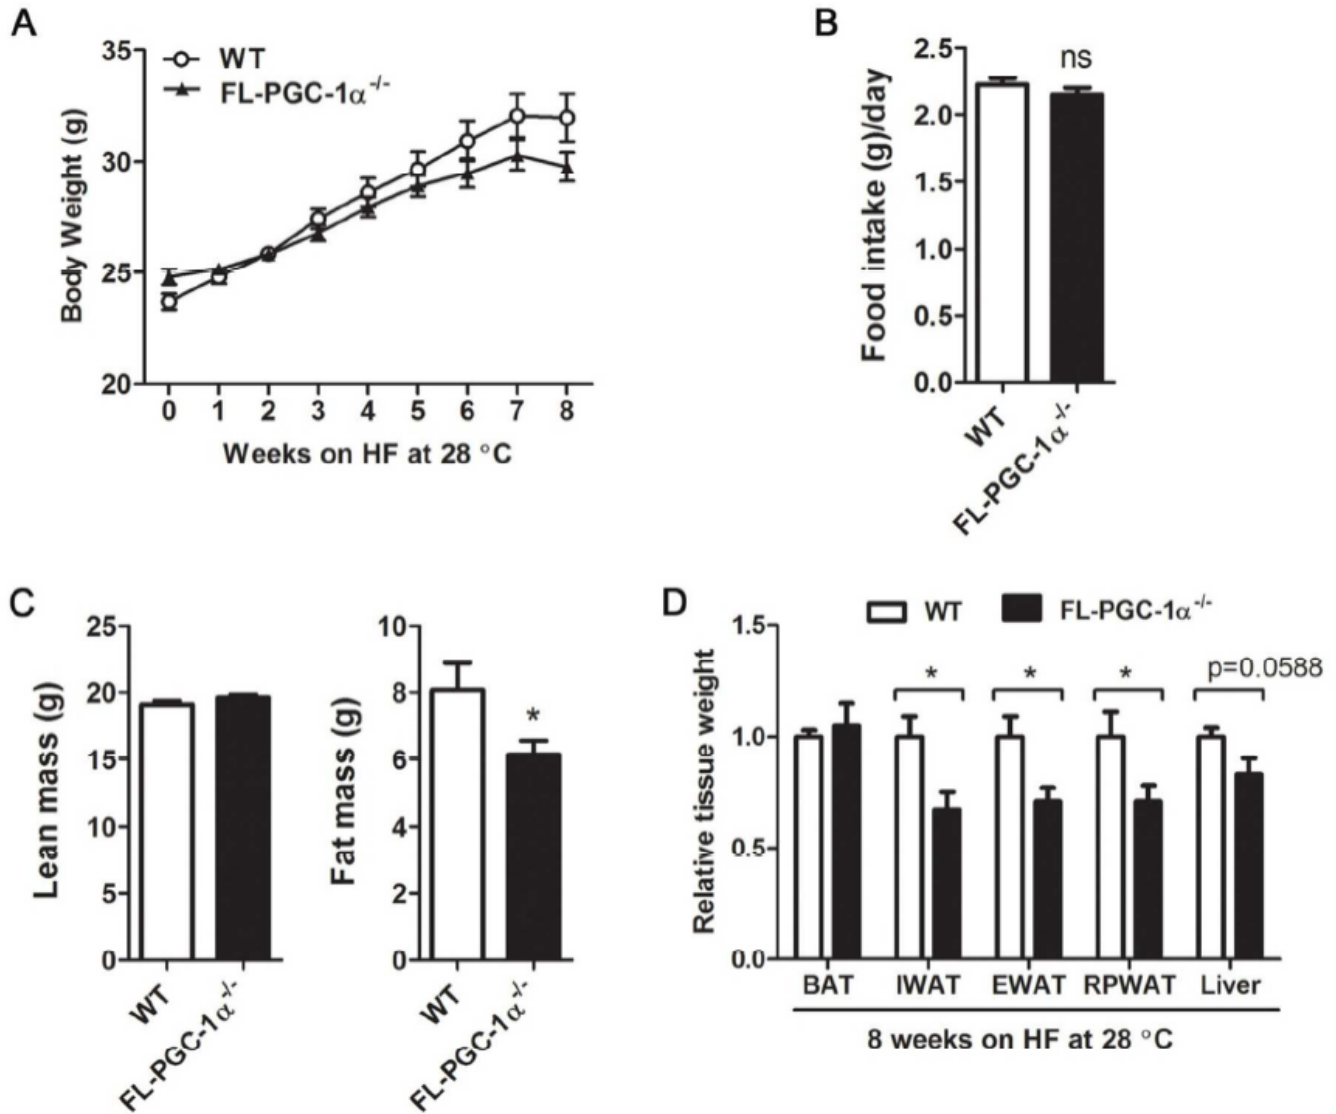 A
35
30
25
20
Body Weight (g)
WT
FL-PGC-1α-/-
0 1 2 3 4 5 6 7 8
Weeks on HF at 28 °C
B
2.5
2.0
1.5
1.0
0.5
0.0
Food intake (g)/day
ns
WT
FL-PGC-1α-/-
C
25
20
15
10
5
0
Lean mass (g)
WT
FL-PGC-1α-/-
10
8
6
4
2
0
Fat mass (g)
*
WT
FL-PGC-1α-/-
D
WT FL-PGC-1α-/-
1.5
1.0
0.5
0.0
Relative tissue weight
* * * p=0.0588
BAT IWAT EWAT RPWAT Liver
8 weeks on HF at 28 °C